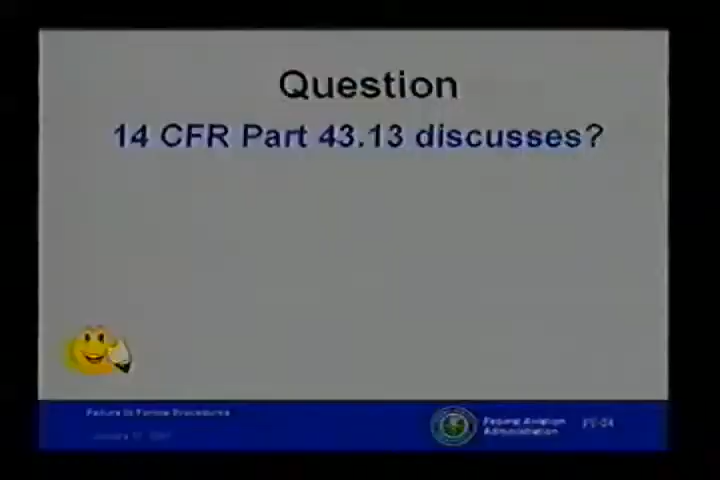 Question
14 CFR Part 43.13 discusses?
Failure to Follow Procedures
Federal Aviation
Administration